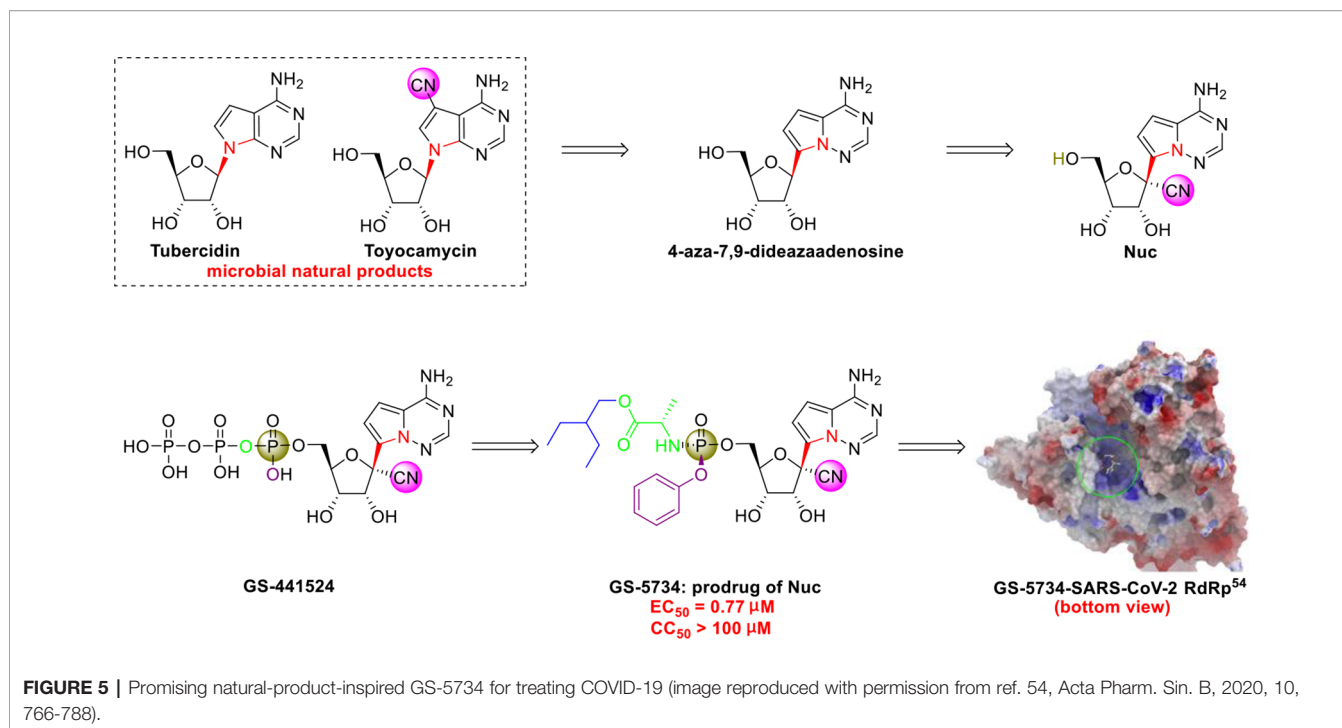 CN
NH2
NH2
N
N
N
N
N
N
HO
O
HO
O
HO OH
HO OH
Tubercidin
Toyocamycin
microbial natural products
NH2
N
N
N
HO
O
HO OH
4-aza-7,9-dideazaadenosine
NH2
N
N
N
HO
O
CN
HO OH
Nuc
NH2
N
N
N
O O O
HO P O P O P O
OH OH OH
O
CN
HO OH
GS-441524
O
O
HN
O
P
O
O
NH2
N
N
N
O
CN
HO OH
GS-5734: prodrug of Nuc
EC50 = 0.77 μM
CC50 > 100 μM
GS-5734-SARS-CoV-2 RdRp54
(bottom view)
FIGURE 5 | Promising natural-product-inspired GS-5734 for treating COVID-19 (image reproduced with permission from ref. 54, Acta Pharm. Sin. B, 2020, 10,
766-788).